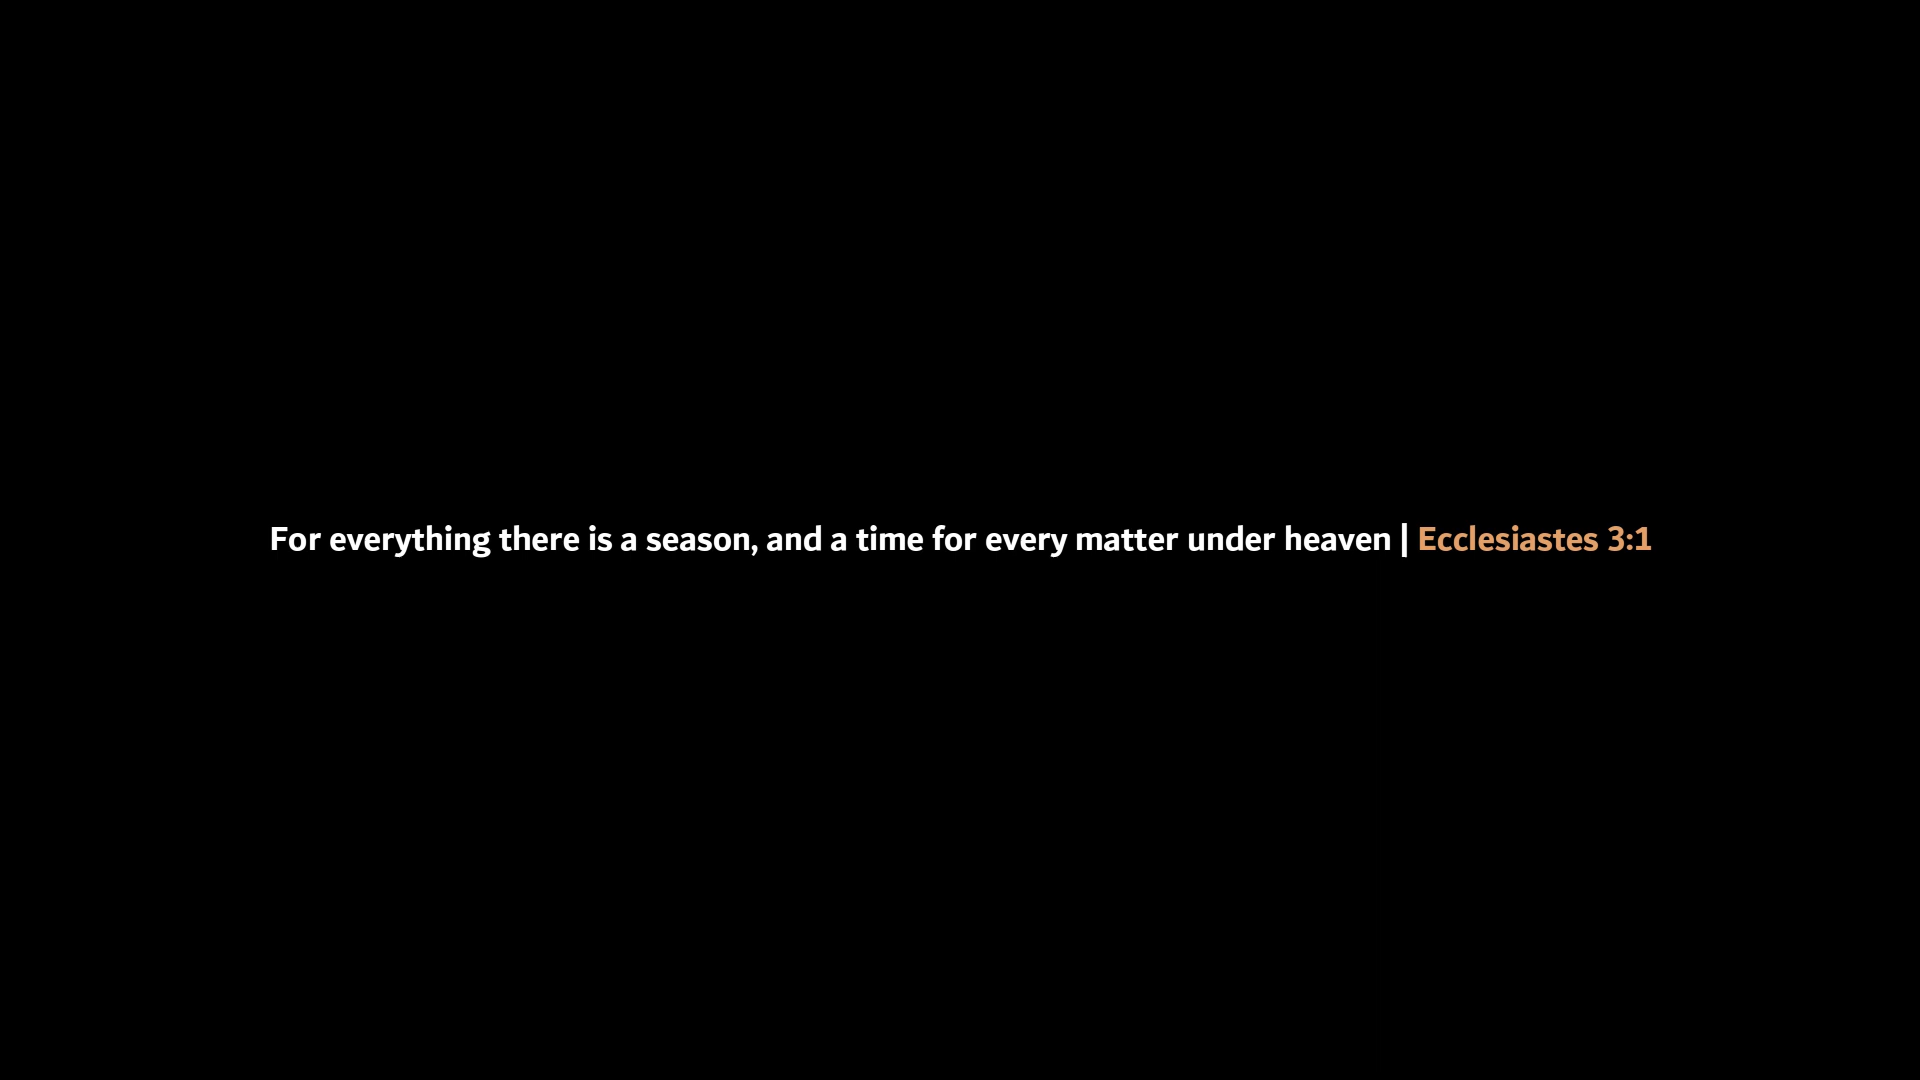 For everything there is a season, and a time for every matter under heaven | Ecclesiastes 3:1